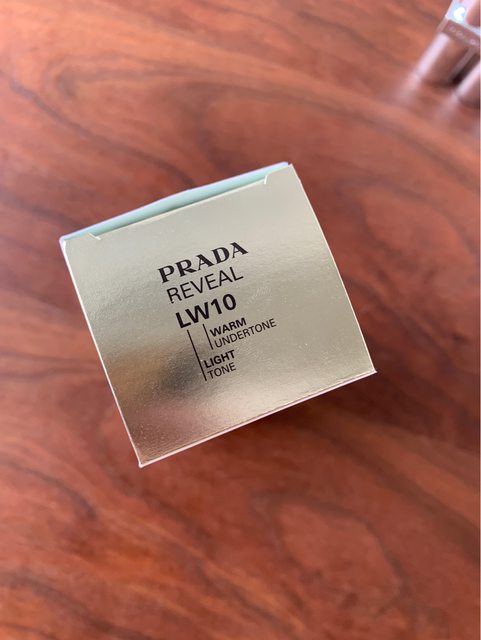 PRADA
REVEAL
LW10
WARM
UNDERTONE
LIGHT
TONE